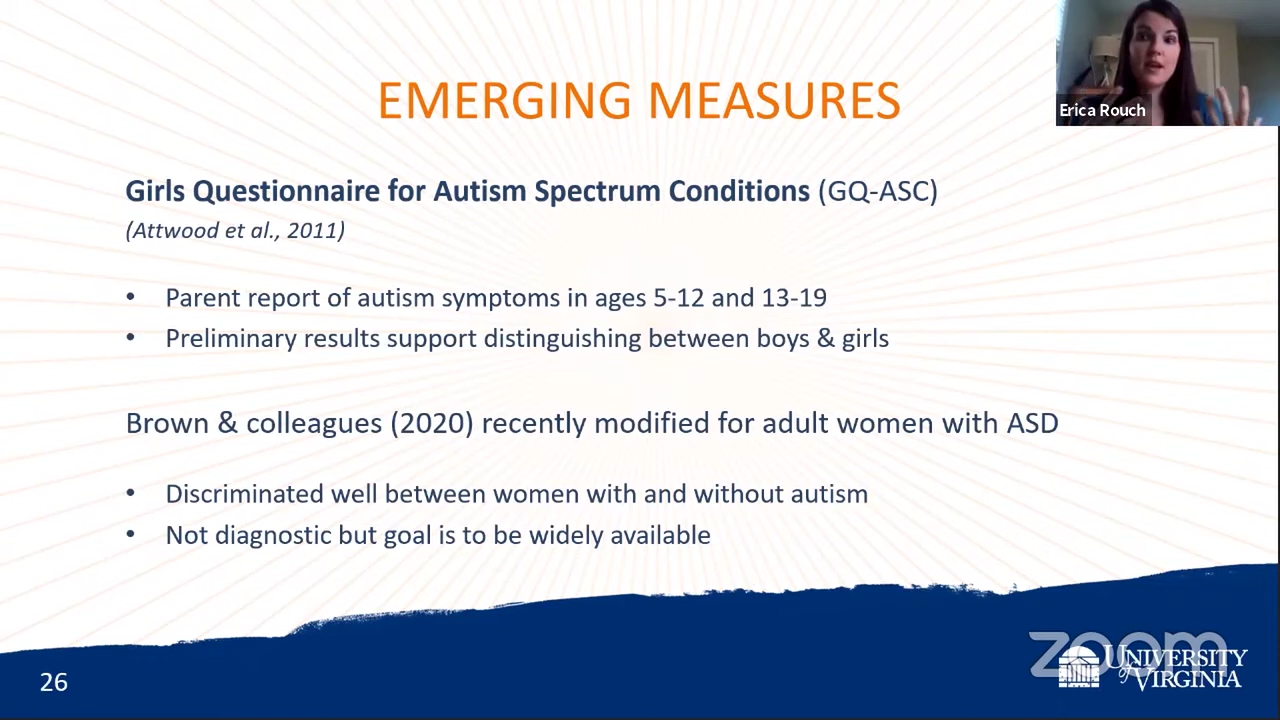 EMERGING MEASURES
Erica Rouch
Girls Questionnaire for Autism Spectrum Conditions (GQ-ASC)
(Attwood et al., 2011)
• Parent report of autism symptoms in ages 5-12 and 13-19
• Preliminary results support distinguishing between boys & girls
Brown & colleagues (2020) recently modified for adult women with ASD
• Discriminated well between women with and without autism
• Not diagnostic but goal is to be widely available
26
zoom
UNIVERSITY
of VIRGINIA